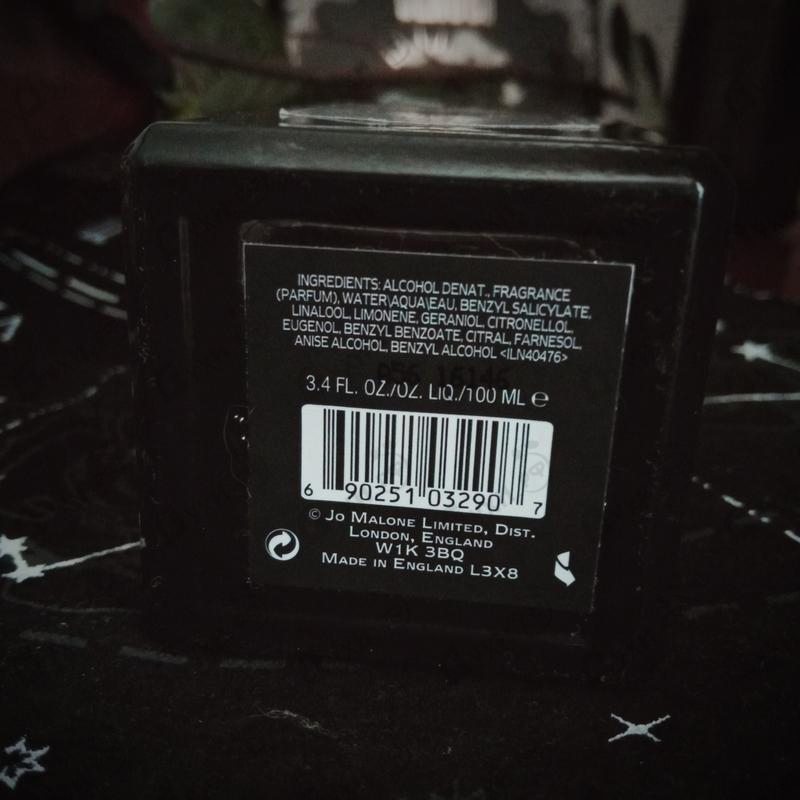 INGREDIENTS: ALCOHOL DENAT., FRAGRANCE
(PARFUM), WATER\AQUA\EAU, BENZYL SALICYLATE,
LINALOOL, LIMONENE, GERANIOL, CITRONELLOL,
EUGENOL, BENZYL BENZOATE, CITRAL, FARNESOL,
ANISE ALCOHOL, BENZYL ALCOHOL <ILN40476>
3.4 FL. OZ./OZ. LIQ./100 ML ℮
6 90251 03290 7
© JO MALONE LIMITED, DIST.
LONDON, ENGLAND
W1K 3BQ
MADE IN ENGLAND L3X8